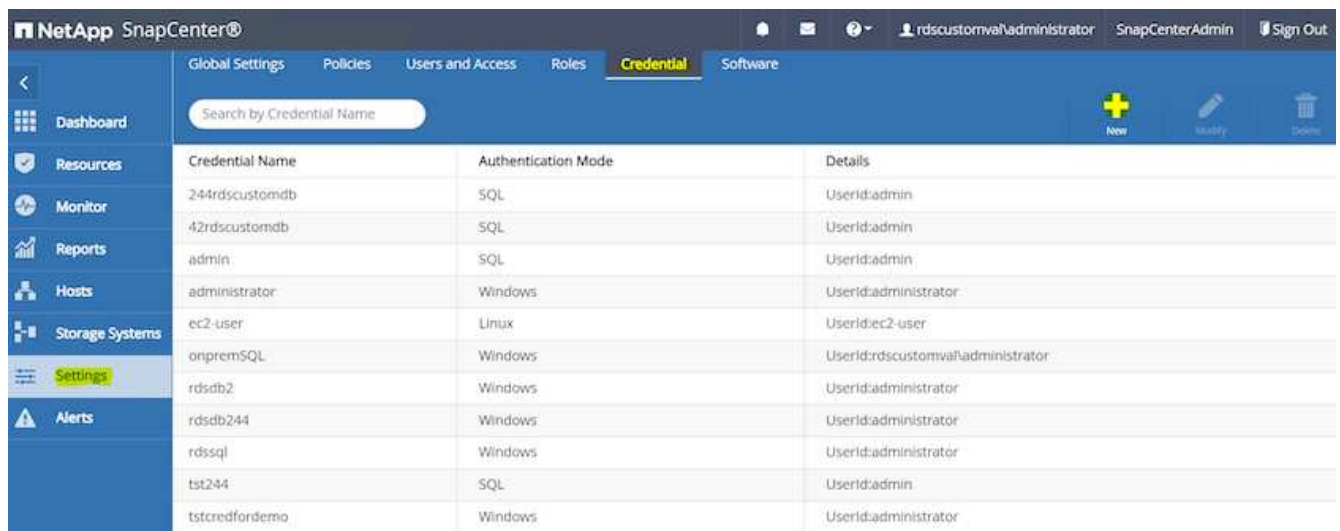 NetApp SnapCenter®
rdscustomval\administrator SnapCenterAdmin Sign Out
Global Settings Policies Users and Access Roles Credential Software
Search by Credential Name
New Modify Delete
Dashboard
Resources
Monitor
Reports
Hosts
Storage Systems
Settings
Alerts
Credential Name Authentication Mode Details
244rdscustomdb SQL UserId:admin
42rdscustomdb SQL UserId:admin
admin SQL UserId:admin
administrator Windows UserId:administrator
ec2-user Linux UserId:ec2-user
onpremSQL Windows UserId:rdscustomval\administrator
rdsdb2 Windows UserId:administrator
rdsdb244 Windows UserId:administrator
rdssql Windows UserId:administrator
tst244 SQL UserId:admin
tstcredfordemo Windows UserId:administrator